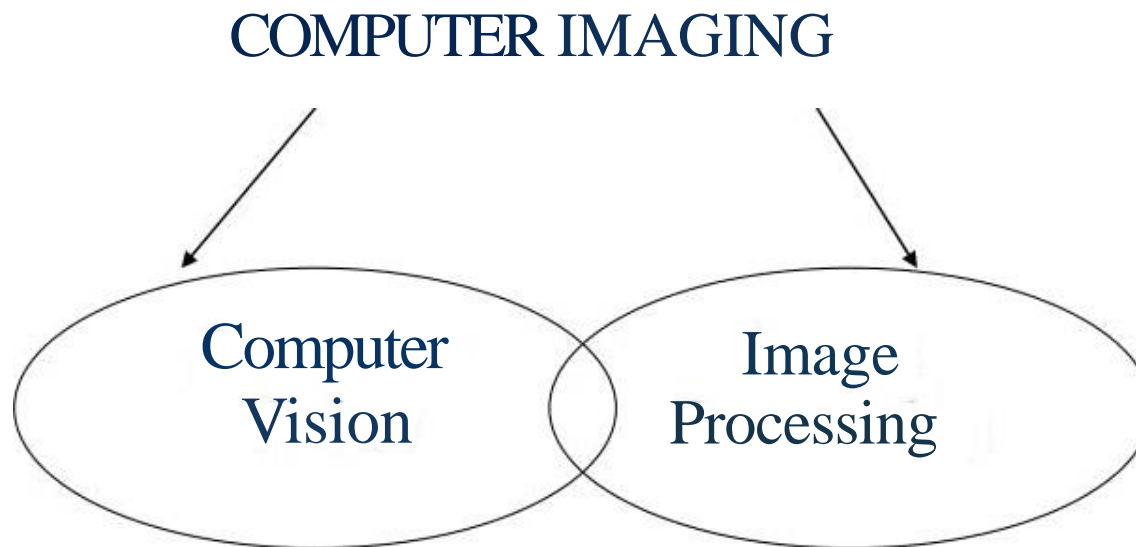 COMPUTER IMAGING
Computer
Vision
Image
Processing